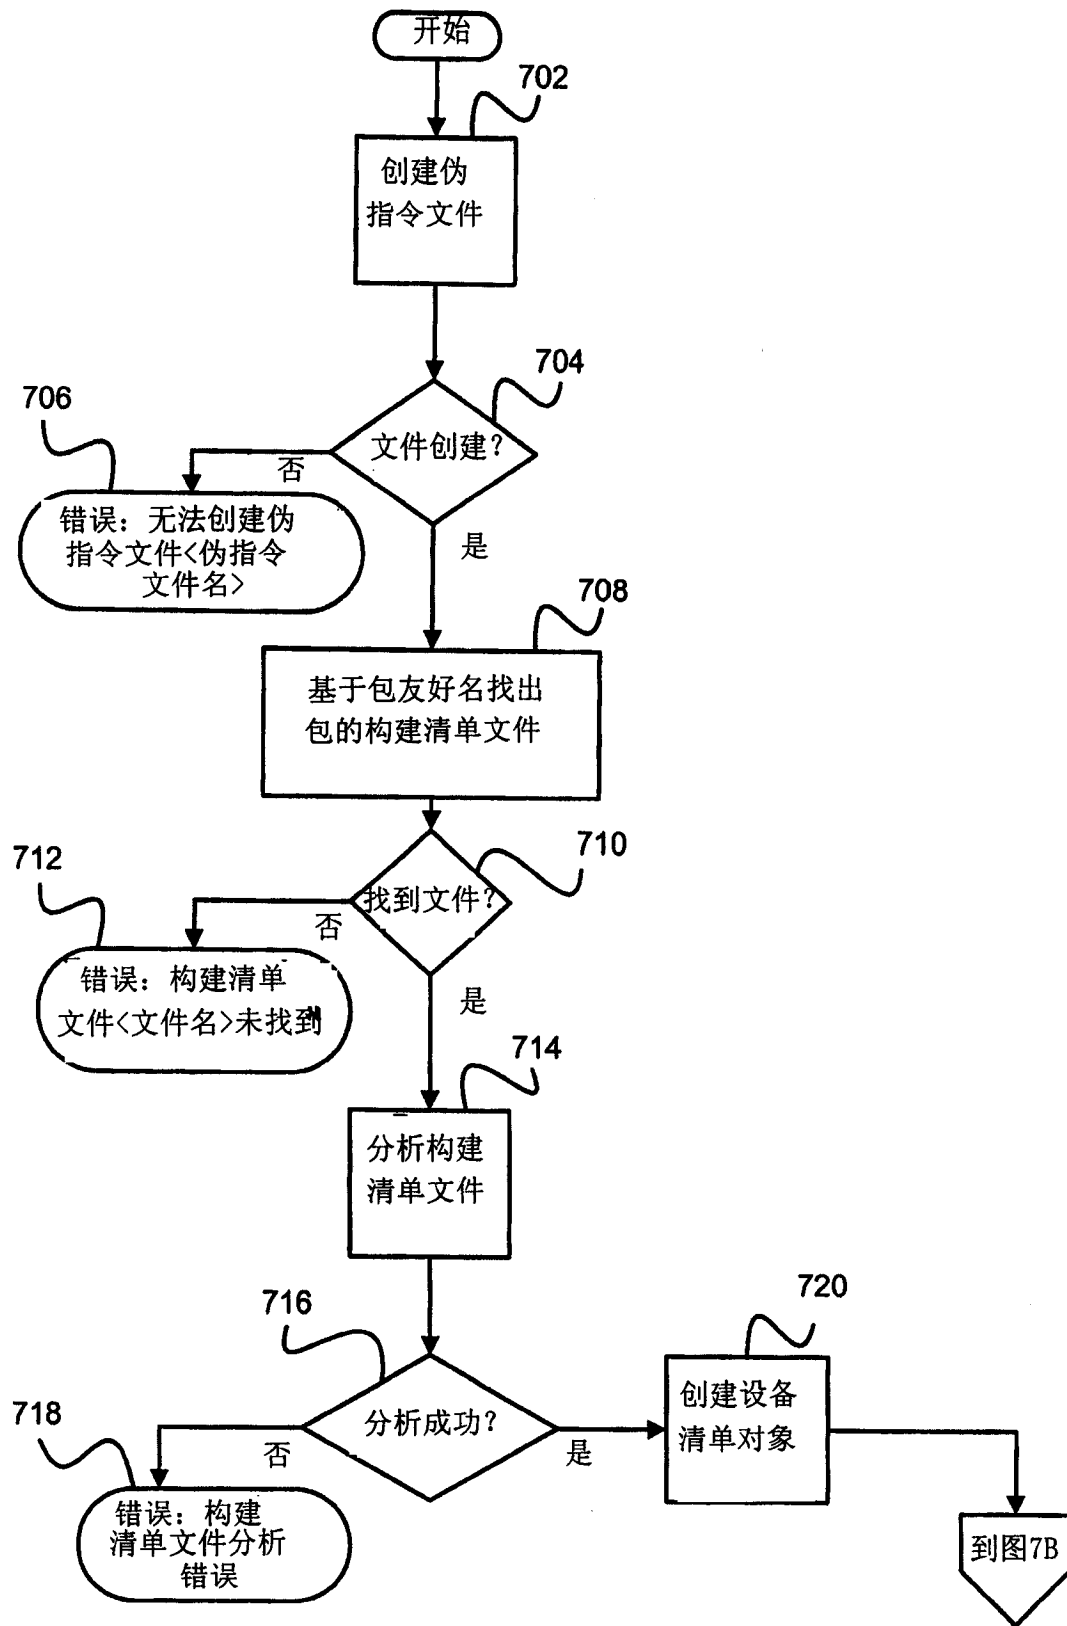 开始
702
创建伪
指令文件
704
706
文件创建?
否
错误：无法创建伪
指令文件<伪指令
文件名>
是
708
基于包友好名找出
包的构建清单文件
710
712
找到文件?
否
错误：构建清单
文件<文件名>未找到
是
714
分析构建
清单文件
716
720
718
分析成功?
创建设备
清单对象
否
是
错误：构建
清单文件分析
错误
到图7B